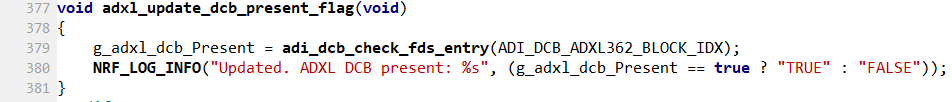 377 void adxl_update_dcb_present_flag(void)
378 {
379 g_adxl_dcb_Present = adi_dcb_check_fds_entry(ADI_DCB_ADXL362_BLOCK_IDX);
380 NRF_LOG_INFO("Updated. ADXL DCB present: %s", (g_adxl_dcb_Present == true ? "TRUE" : "FALSE"));
381 }